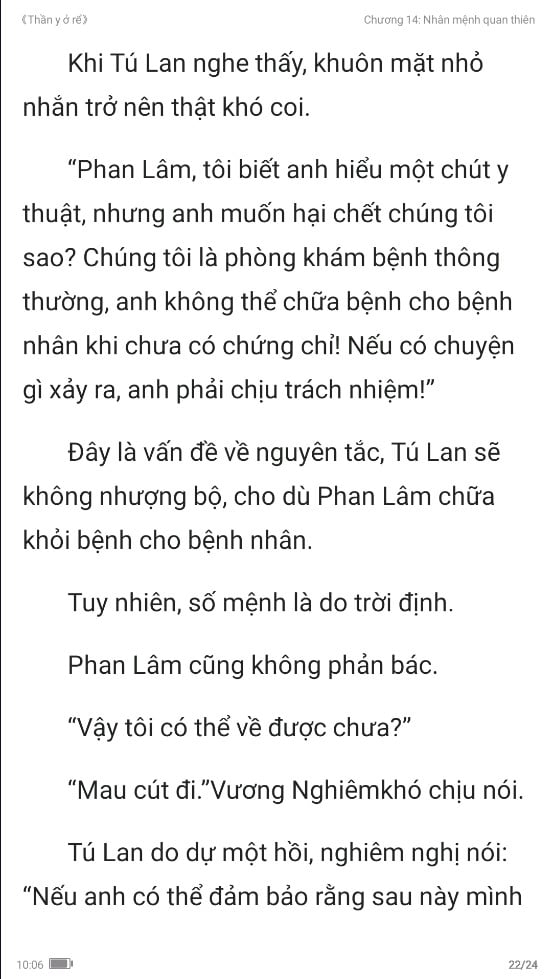 《Thần y ở rể》
Chương 14: Nhân mệnh quan thiên
Khi Tú Lan nghe thấy, khuôn mặt nhỏ
nhắn trở nên thật khó coi.
“Phan Lâm, tôi biết anh hiểu một chút y
thuật, nhưng anh muốn hại chết chúng tôi
sao? Chúng tôi là phòng khám bệnh thông
thường, anh không thể chữa bệnh cho bệnh
nhân khi chưa có chứng chỉ! Nếu có chuyện
gì xảy ra, anh phải chịu trách nhiệm!”
Đây là vấn đề về nguyên tắc, Tú Lan sẽ
không nhượng bộ, cho dù Phan Lâm chữa
khỏi bệnh cho bệnh nhân.
Tuy nhiên, số mệnh là do trời định.
Phan Lâm cũng không phản bác.
“Vậy tôi có thể về được chưa?”
“Mau cút đi.”Vương Nghiêmkhó chịu nói.
Tú Lan do dự một hồi, nghiêm nghị nói:
“Nếu anh có thể đảm bảo rằng sau này mình
10:06
22/24